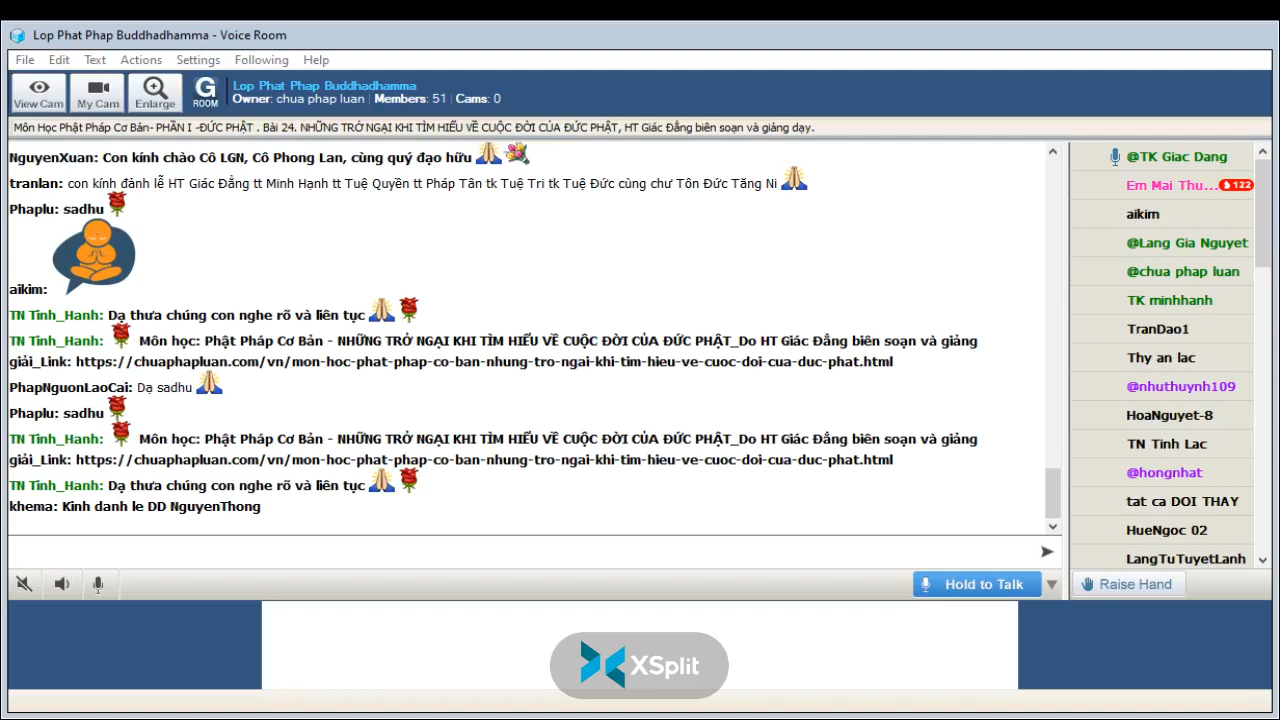 Lop Phat Phap Buddhadhamma - Voice Room
File Edit Text Actions Settings Following Help
View Cam My Cam Enlarge G ROOM
Lop Phat Phap Buddhadhamma
Owner: chua phap luan | Members: 51 | Cams: 0
Môn Học Phật Pháp Cơ Bản- PHẦN I -ĐỨC PHẬT . Bài 24. NHỮNG TRỞ NGẠI KHI TÌM HIỂU VỀ CUỘC ĐỜI CỦA ĐỨC PHẬT, HT Giác Đẳng biên soạn và giảng dạy.
NguyenXuan: Con kính chào Cô LGN, Cô Phong Lan, cùng quý đạo hữu
tranlan: con kính đảnh lễ HT Giác Đẳng tt Minh Hạnh tt Tuệ Quyền tt Pháp Tân tk Tuệ Tri tk Tuệ Đức cùng chư Tôn Đức Tăng Ni
Phaplu: sadhu
aikim:
TN Tinh_Hanh: Dạ thưa chúng con nghe rõ và liên tục
TN Tinh_Hanh: Môn học: Phật Pháp Cơ Bản - NHỮNG TRỞ NGẠI KHI TÌM HIỂU VỀ CUỘC ĐỜI CỦA ĐỨC PHẬT_Do HT Giác Đẳng biên soạn và giảng
giải_Link: https://chuaphapluan.com/vn/mon-hoc-phat-phap-co-ban-nhung-tro-ngai-khi-tim-hieu-ve-cuoc-doi-cua-duc-phat.html
PhapNguonLaoCai: Dạ sadhu
Phaplu: sadhu
TN Tinh_Hanh: Môn học: Phật Pháp Cơ Bản - NHỮNG TRỞ NGẠI KHI TÌM HIỂU VỀ CUỘC ĐỜI CỦA ĐỨC PHẬT_Do HT Giác Đẳng biên soạn và giảng
giải_Link: https://chuaphapluan.com/vn/mon-hoc-phat-phap-co-ban-nhung-tro-ngai-khi-tim-hieu-ve-cuoc-doi-cua-duc-phat.html
TN Tinh_Hanh: Dạ thưa chúng con nghe rõ và liên tục
khema: Kinh danh le DD NguyenThong
@TK Giac Dang
Em Mai Thu... 122
aikim
@Lang Gia Nguyet
@chua phap luan
TK minhhanh
TranDao1
Thy an lac
@nhuthuynh109
HoaNguyet-8
TN Tinh Lac
@hongnhat
tat ca DOI THAY
HueNgoc 02
LangTuTuyetLanh
Hold to Talk
Raise Hand
XSplit